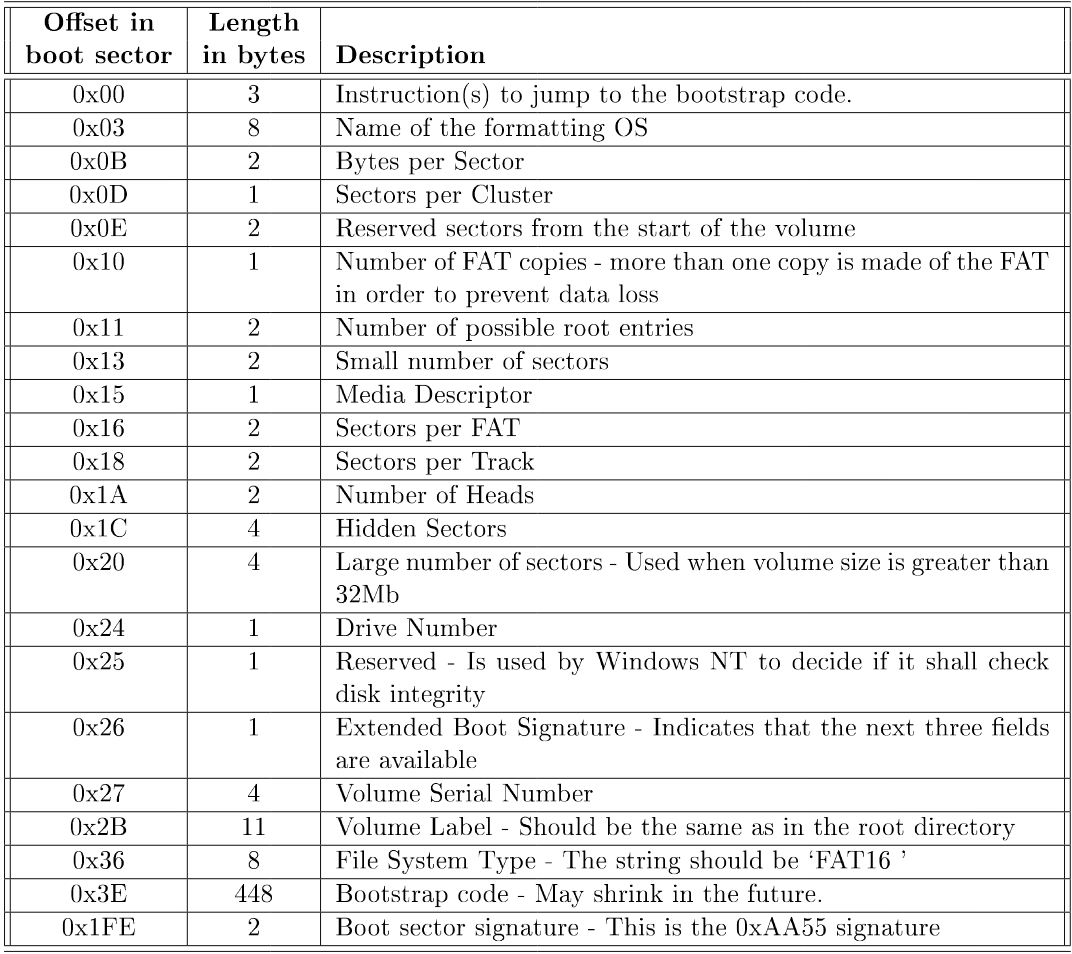 Offset in Length
boot sector in bytes Description
0x00 3 Instruction(s) to jump to the bootstrap code.
0x03 8 Name of the formatting OS
0x0B 2 Bytes per Sector
0x0D 1 Sectors per Cluster
0x0E 2 Reserved sectors from the start of the volume
0x10 1 Number of FAT copies - more than one copy is made of the FAT
in order to prevent data loss
0x11 2 Number of possible root entries
0x13 2 Small number of sectors
0x15 1 Media Descriptor
0x16 2 Sectors per FAT
0x18 2 Sectors per Track
0x1A 2 Number of Heads
0x1C 4 Hidden Sectors
0x20 4 Large number of sectors - Used when volume size is greater than
32Mb
0x24 1 Drive Number
0x25 1 Reserved - Is used by Windows NT to decide if it shall check
disk integrity
0x26 1 Extended Boot Signature - Indicates that the next three fields
are available
0x27 4 Volume Serial Number
0x2B 11 Volume Label - Should be the same as in the root directory
0x36 8 File System Type - The string should be ‘FAT16 ’
0x3E 448 Bootstrap code - May shrink in the future.
0x1FE 2 Boot sector signature - This is the 0xAA55 signature